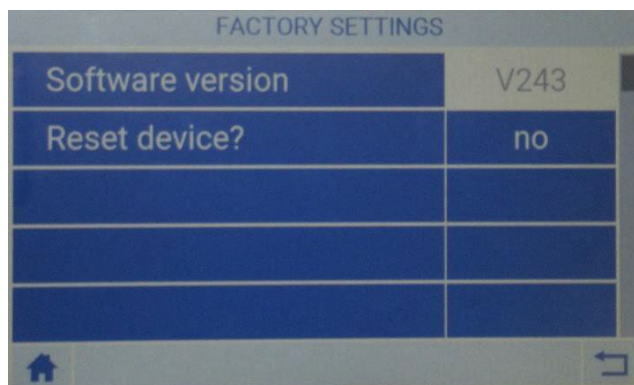 FACTORY SETTINGS
Software version V243
Reset device? no